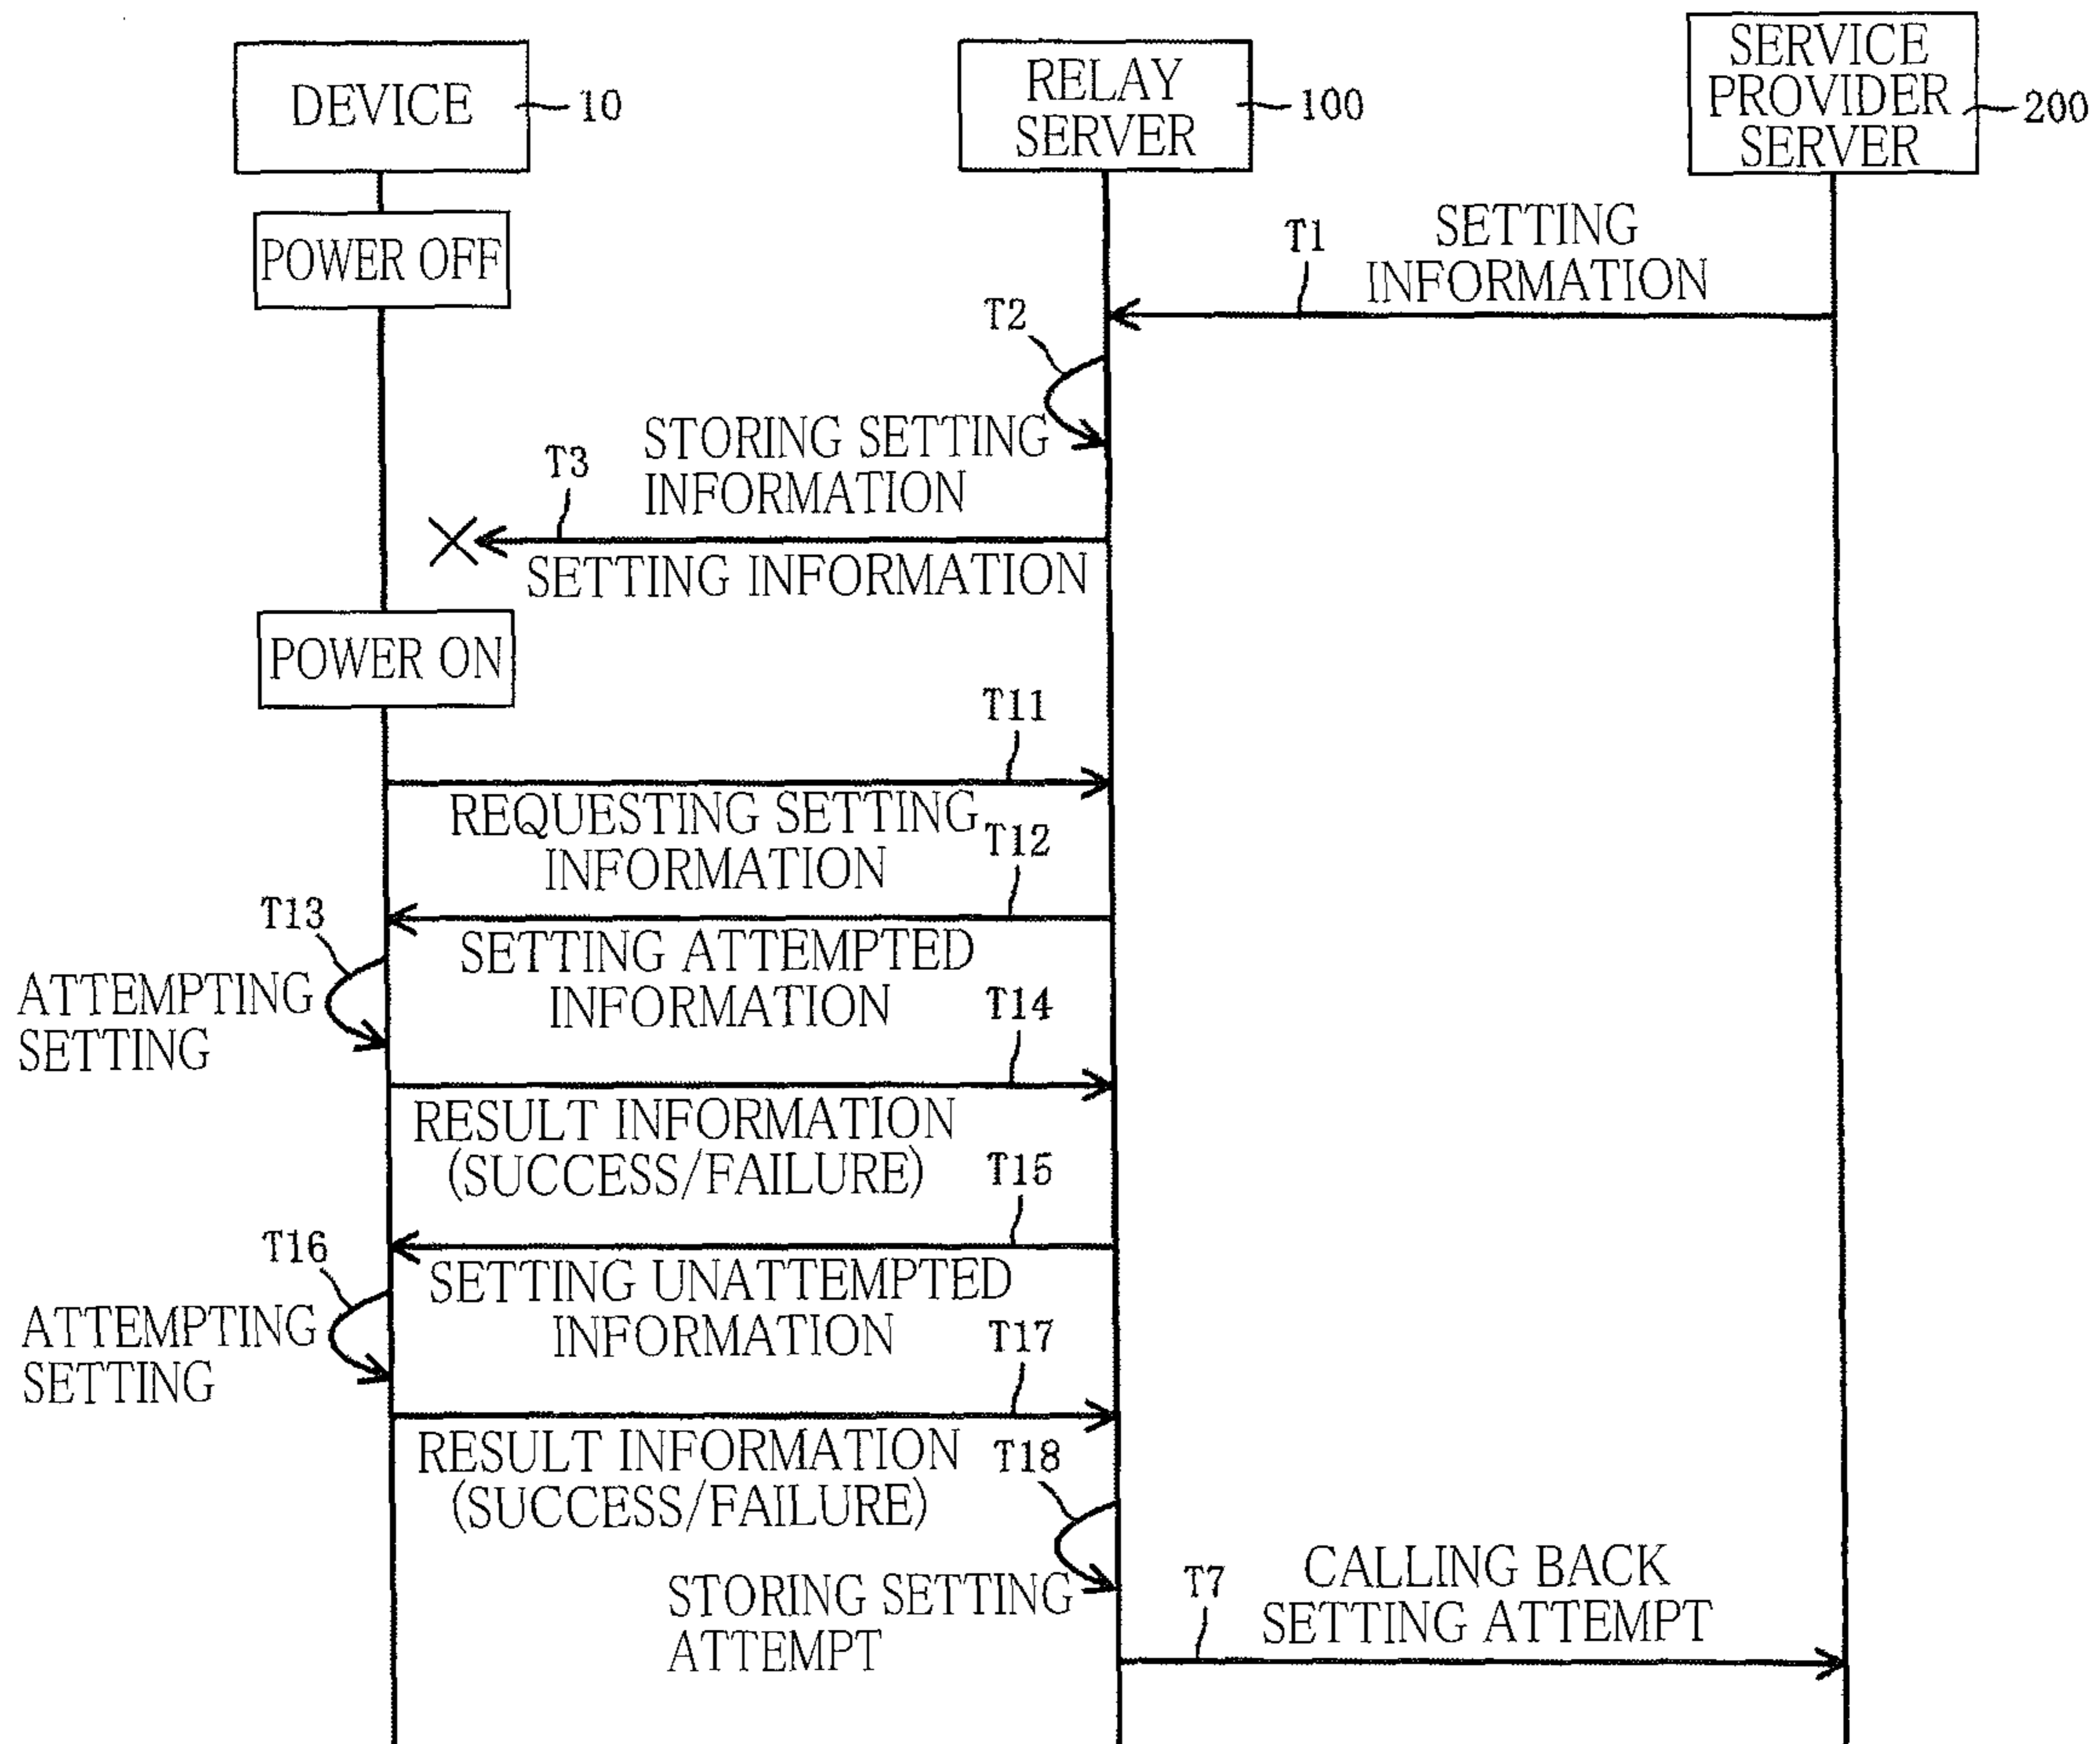 DEVICE
10
RELAY
SERVER
100
SERVICE
PROVIDER
SERVER
200
POWER OFF
T1
SETTING
INFORMATION
T2
STORING SETTING
INFORMATION
T3
SETTING INFORMATION
POWER ON
T11
REQUESTING SETTING
INFORMATION
T12
SETTING ATTEMPTED
INFORMATION
T13
ATTEMPTING
SETTING
T14
RESULT INFORMATION
(SUCCESS/FAILURE)
T15
SETTING UNATTEMPTED
INFORMATION
T16
ATTEMPTING
SETTING
T17
RESULT INFORMATION
(SUCCESS/FAILURE)
T18
STORING SETTING
ATTEMPT
T7
CALLING BACK
SETTING ATTEMPT